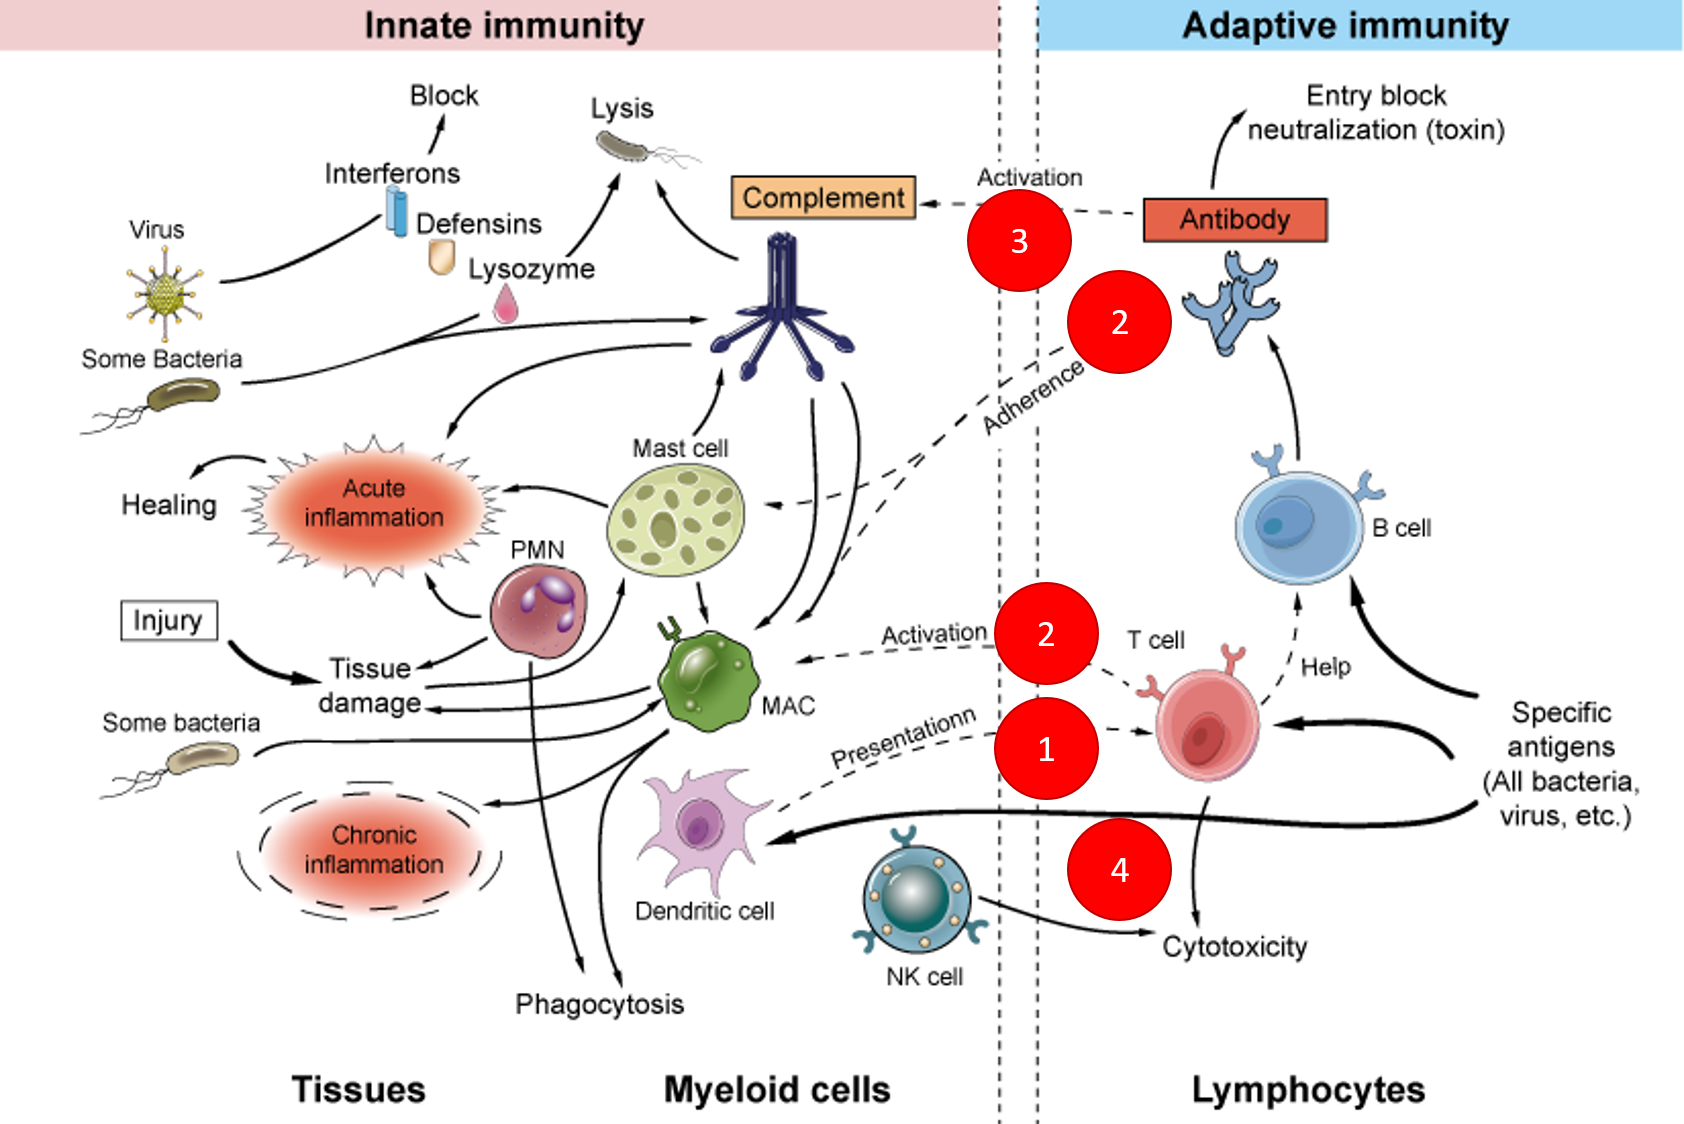 Innate immunity
Adaptive immunity
Block
Lysis
Entry block
neutralization (toxin)
Interferons
Activation
Complement
Antibody
Defensins
Virus
3
Lysozyme
2
Some Bacteria
Adherence
Mast cell
Acute
inflammation
Healing
B cell
PMN
Injury
Activation
2
T cell
Tissue
damage
Help
MAC
Some bacteria
Presentationn
1
Specific
antigens
(All bacteria,
virus, etc.)
Chronic
inflammation
4
Dendritic cell
Cytotoxicity
NK cell
Phagocytosis
Tissues
Myeloid cells
Lymphocytes